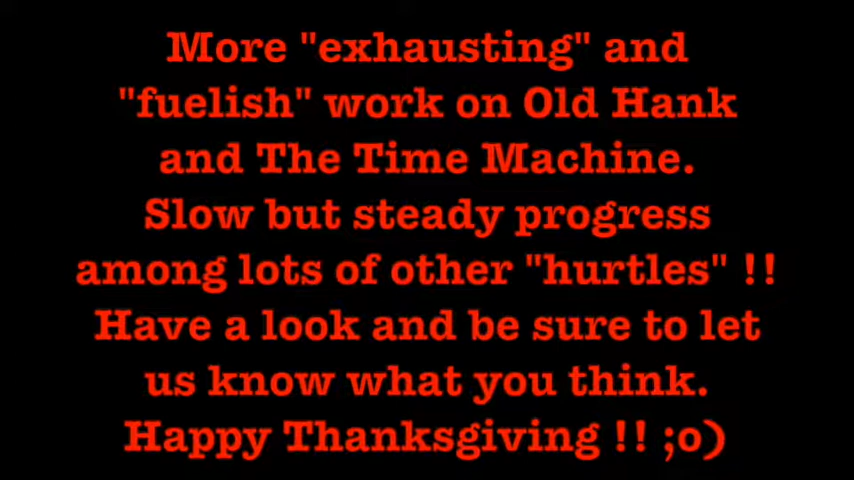 More "exhausting" and
"fuelish" work on Old Hank
and The Time Machine.
Slow but steady progress
among lots of other "hurtles" !!
Have a look and be sure to let
us know what you think.
Happy Thanksgiving !! ;o)